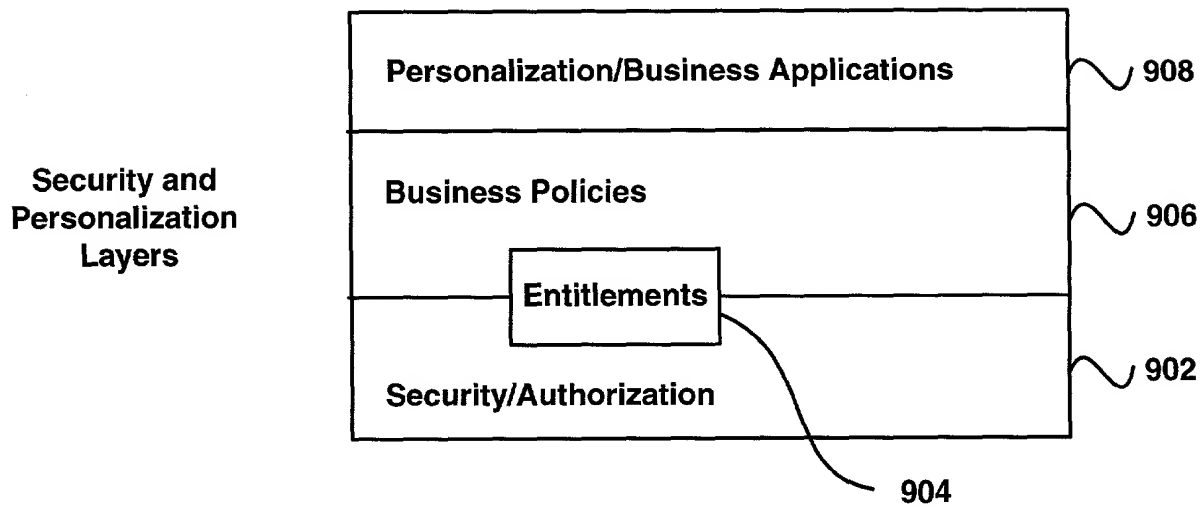 Personalization/Business Applications
908
Security and
Personalization
Layers
Business Policies
906
Entitlements
Security/Authorization
902
904